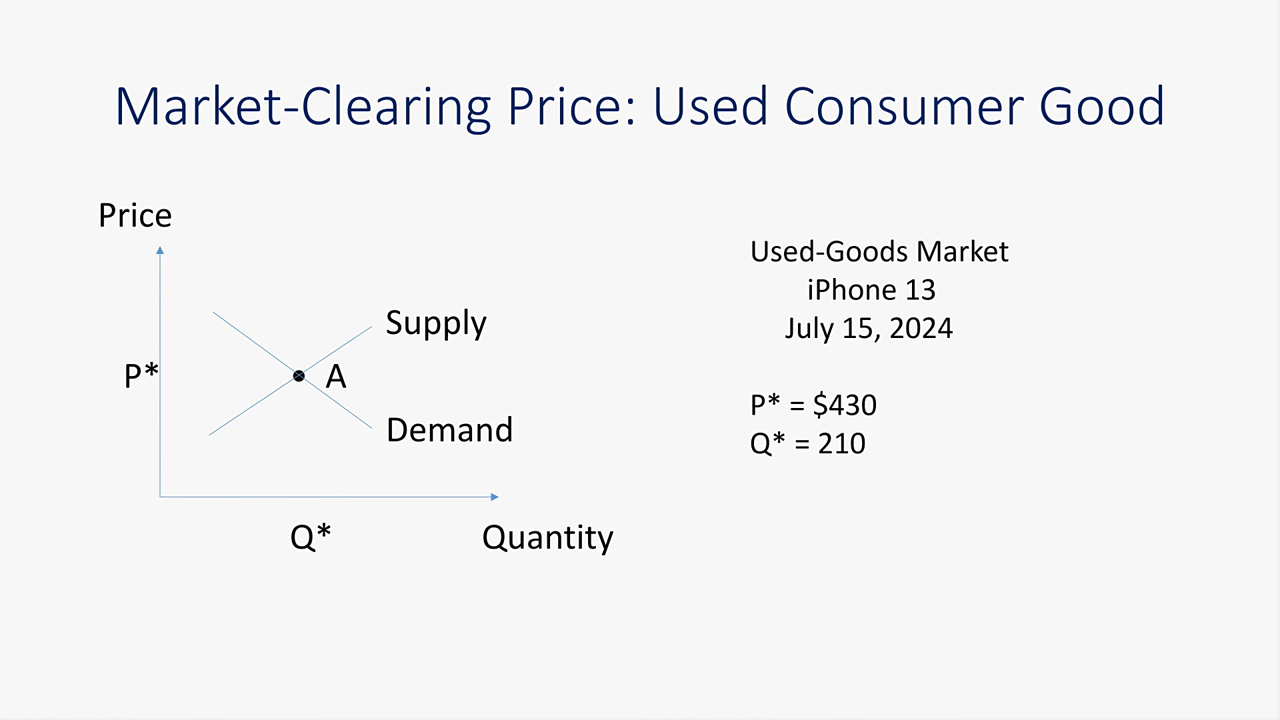 Market-Clearing Price: Used Consumer Good
Price
Supply
P*
A
Demand
Q*
Quantity
Used-Goods Market
iPhone 13
July 15, 2024
P* = $430
Q* = 210